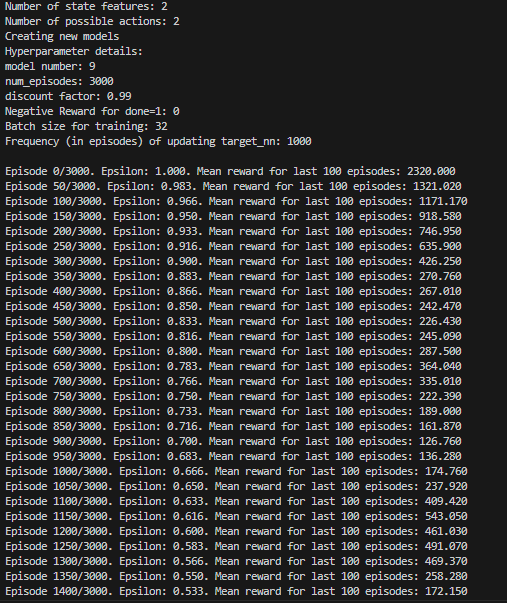 Number of state features: 2
Number of possible actions: 2
Creating new models
Hyperparameter details:
model number: 9
num_episodes: 3000
discount factor: 0.99
Negative Reward for done=1: 0
Batch size for training: 32
Frequency (in episodes) of updating target_nn: 1000
Episode 0/3000. Epsilon: 1.000. Mean reward for last 100 episodes: 2320.000
Episode 50/3000. Epsilon: 0.983. Mean reward for last 100 episodes: 1321.020
Episode 100/3000. Epsilon: 0.966. Mean reward for last 100 episodes: 1171.170
Episode 150/3000. Epsilon: 0.950. Mean reward for last 100 episodes: 918.580
Episode 200/3000. Epsilon: 0.933. Mean reward for last 100 episodes: 746.950
Episode 250/3000. Epsilon: 0.916. Mean reward for last 100 episodes: 635.900
Episode 300/3000. Epsilon: 0.900. Mean reward for last 100 episodes: 426.250
Episode 350/3000. Epsilon: 0.883. Mean reward for last 100 episodes: 270.760
Episode 400/3000. Epsilon: 0.866. Mean reward for last 100 episodes: 267.010
Episode 450/3000. Epsilon: 0.850. Mean reward for last 100 episodes: 242.470
Episode 500/3000. Epsilon: 0.833. Mean reward for last 100 episodes: 226.430
Episode 550/3000. Epsilon: 0.816. Mean reward for last 100 episodes: 245.090
Episode 600/3000. Epsilon: 0.800. Mean reward for last 100 episodes: 287.500
Episode 650/3000. Epsilon: 0.783. Mean reward for last 100 episodes: 364.040
Episode 700/3000. Epsilon: 0.766. Mean reward for last 100 episodes: 335.010
Episode 750/3000. Epsilon: 0.750. Mean reward for last 100 episodes: 222.390
Episode 800/3000. Epsilon: 0.733. Mean reward for last 100 episodes: 189.000
Episode 850/3000. Epsilon: 0.716. Mean reward for last 100 episodes: 161.870
Episode 900/3000. Epsilon: 0.700. Mean reward for last 100 episodes: 126.760
Episode 950/3000. Epsilon: 0.683. Mean reward for last 100 episodes: 136.280
Episode 1000/3000. Epsilon: 0.666. Mean reward for last 100 episodes: 174.760
Episode 1050/3000. Epsilon: 0.650. Mean reward for last 100 episodes: 237.920
Episode 1100/3000. Epsilon: 0.633. Mean reward for last 100 episodes: 409.420
Episode 1150/3000. Epsilon: 0.616. Mean reward for last 100 episodes: 543.050
Episode 1200/3000. Epsilon: 0.600. Mean reward for last 100 episodes: 461.030
Episode 1250/3000. Epsilon: 0.583. Mean reward for last 100 episodes: 491.070
Episode 1300/3000. Epsilon: 0.566. Mean reward for last 100 episodes: 469.370
Episode 1350/3000. Epsilon: 0.550. Mean reward for last 100 episodes: 258.280
Episode 1400/3000. Epsilon: 0.533. Mean reward for last 100 episodes: 172.150